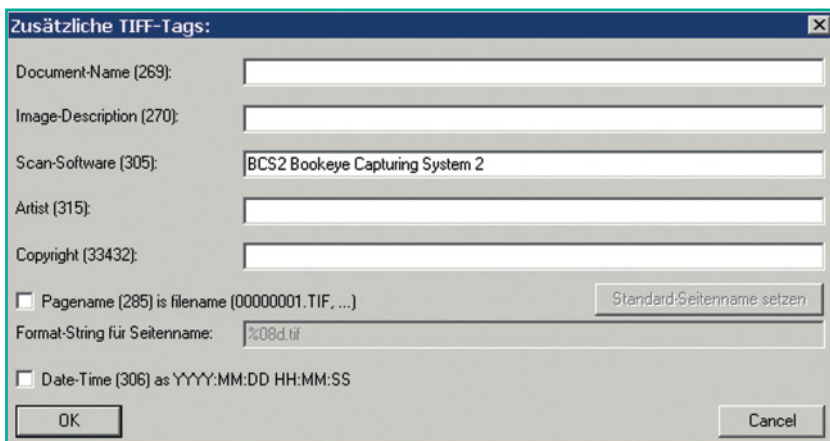 Zusätzliche TIFF-Tags:
Document-Name (269):
Image-Description (270):
Scan-Software (305): BCS2 Bookeye Capturing System 2
Artist (315):
Copyright (33432):
Pagename (285) is filename (00000001.TIF, ...) Standard-Seitenname setzen
Format-String für Seitenname: %08d.tif
Date-Time (306) as YYYY:MM:DD HH:MM:SS
OK Cancel